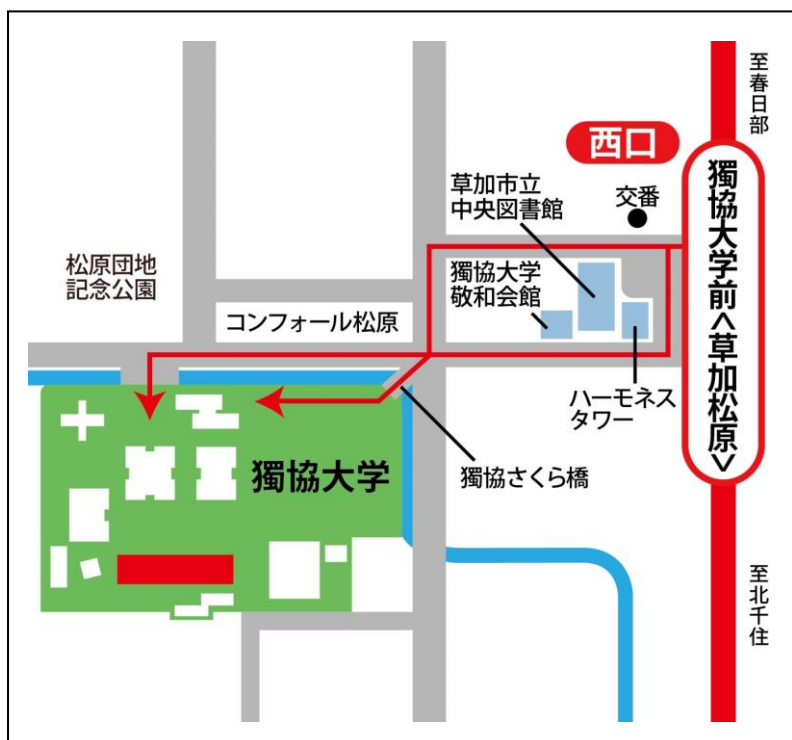 至春日部
西口
草加市立
中央図書館
交番
獨協大学前<草加松原>
松原団地
記念公園
獨協大学
敬和会館
コンフォール松原
ハーモネス
タワー
獨協大学
獨協さくら橋
至北千住